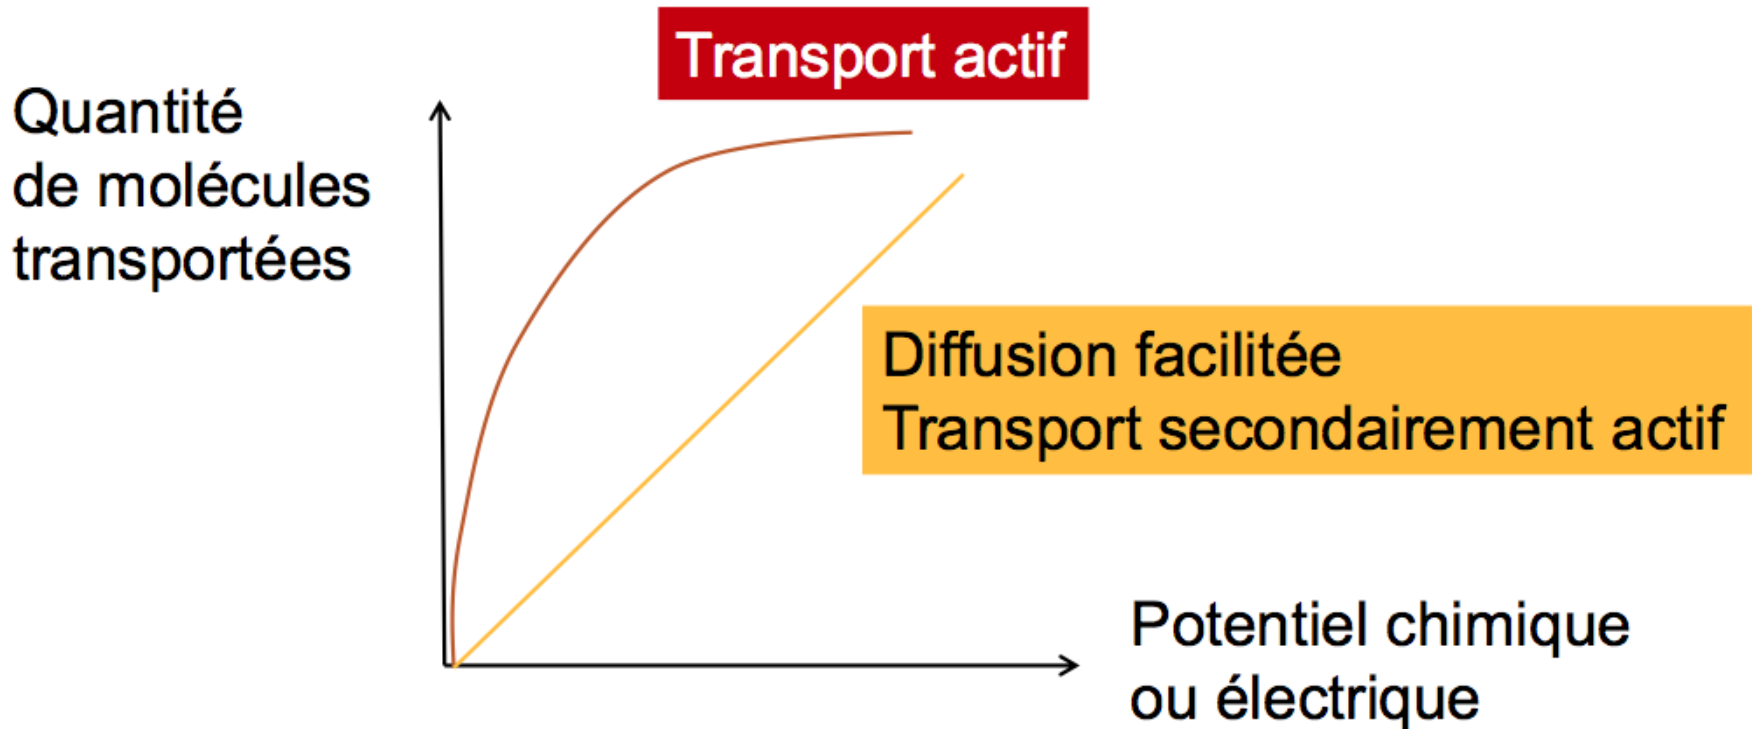 Transport actif
Quantité
de molécules
transportées
Diffusion facilitée
Transport secondairement actif
Potentiel chimique
ou électrique